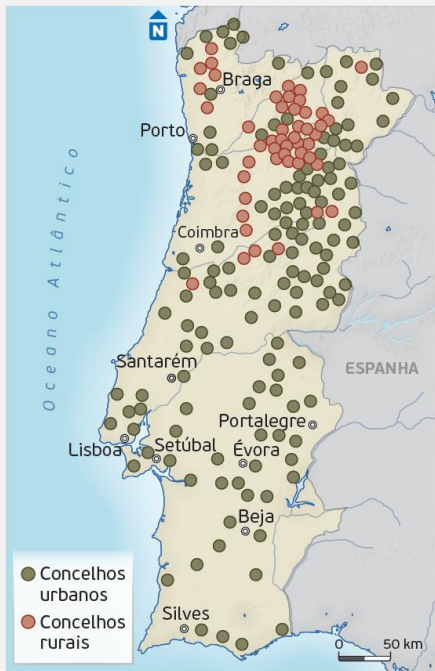 N
Braga
Porto
Oceano Atlântico
Coimbra
ESPANHA
Santarém
Portalegre
Lisboa
Setúbal
Évora
Beja
Concelhos
urbanos
Concelhos
rurais
Silves
0
50 km